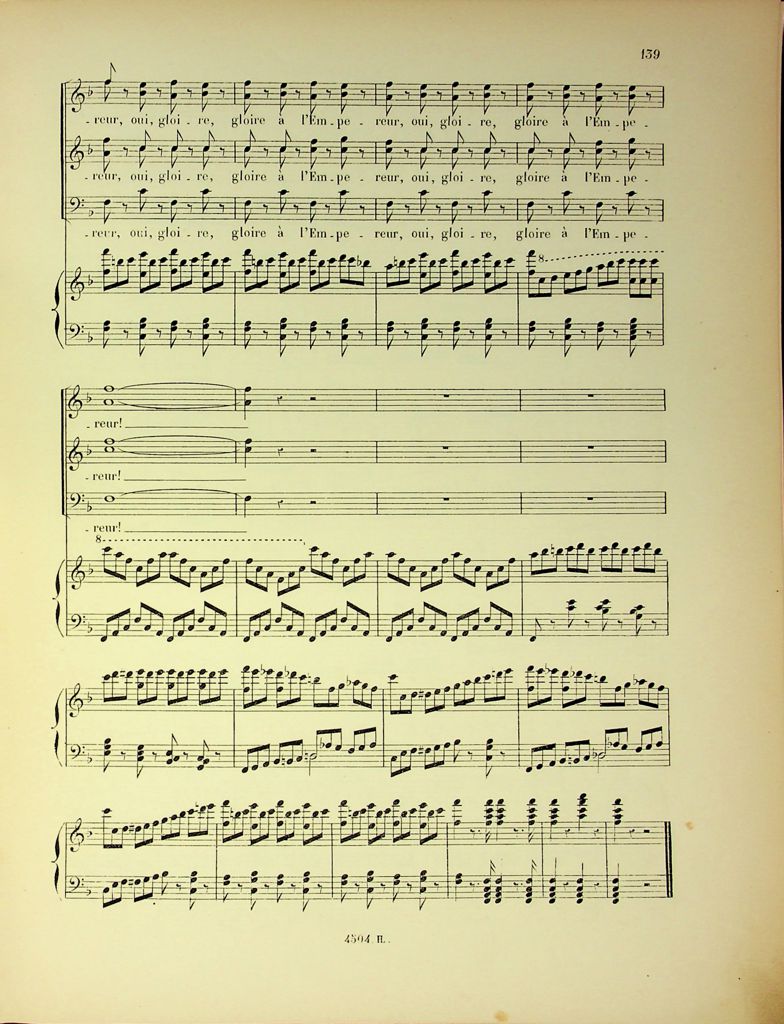 139
- reur, oui, gloi - re, gloire à l'Em - pe - reur, oui, gloi - re, gloire à l'Em - pe -
- reur, oui, gloi - re, gloire à l'Em - pe - reur, oui, gloi - re, gloire à l'Em - pe -
- reur, oui, gloi - re, gloire à l'Em - pe - reur, oui, gloi - re, gloire à l'Em - pe -
8
- reur!
- reur!
- reur!
8
4504. H.